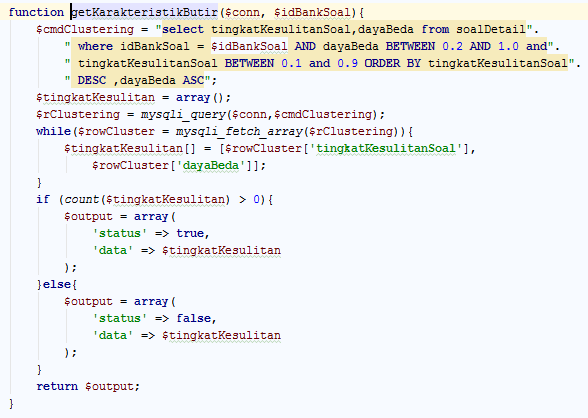 function getKarakteristikButir($conn, $idBankSoal){
    $cmdClustering = "select tingkatKesulitanSoal,dayaBeda from soalDetail".
        " where idBankSoal = $idBankSoal AND dayaBeda BETWEEN 0.2 AND 1.0 and".
        " tingkatKesulitanSoal BETWEEN 0.1 and 0.9 ORDER BY tingkatKesulitanSoal".
        " DESC ,dayaBeda ASC";
    $tingkatKesulitan = array();
    $rClustering = mysqli_query($conn,$cmdClustering);
    while($rowCluster = mysqli_fetch_array($rClustering)){
        $tingkatKesulitan[] = [$rowCluster['tingkatKesulitanSoal'],
            $rowCluster['dayaBeda']];
    }
    if (count($tingkatKesulitan) > 0){
        $output = array(
            'status' => true,
            'data' => $tingkatKesulitan
        );
    }else{
        $output = array(
            'status' => false,
            'data' => $tingkatKesulitan
        );
    }
    return $output;
}